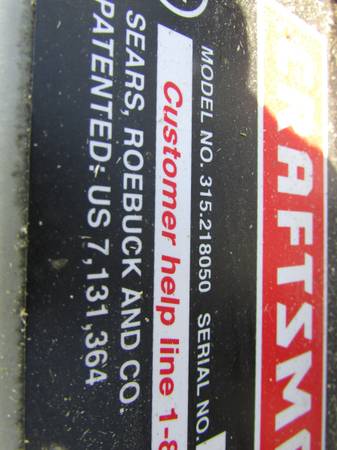 CRAFTSMA
MODEL NO. 315.218050 SERIAL NO.
Customer help line 1-8
SEARS, ROEBUCK AND CO.
PATENTED: US 7,131,364